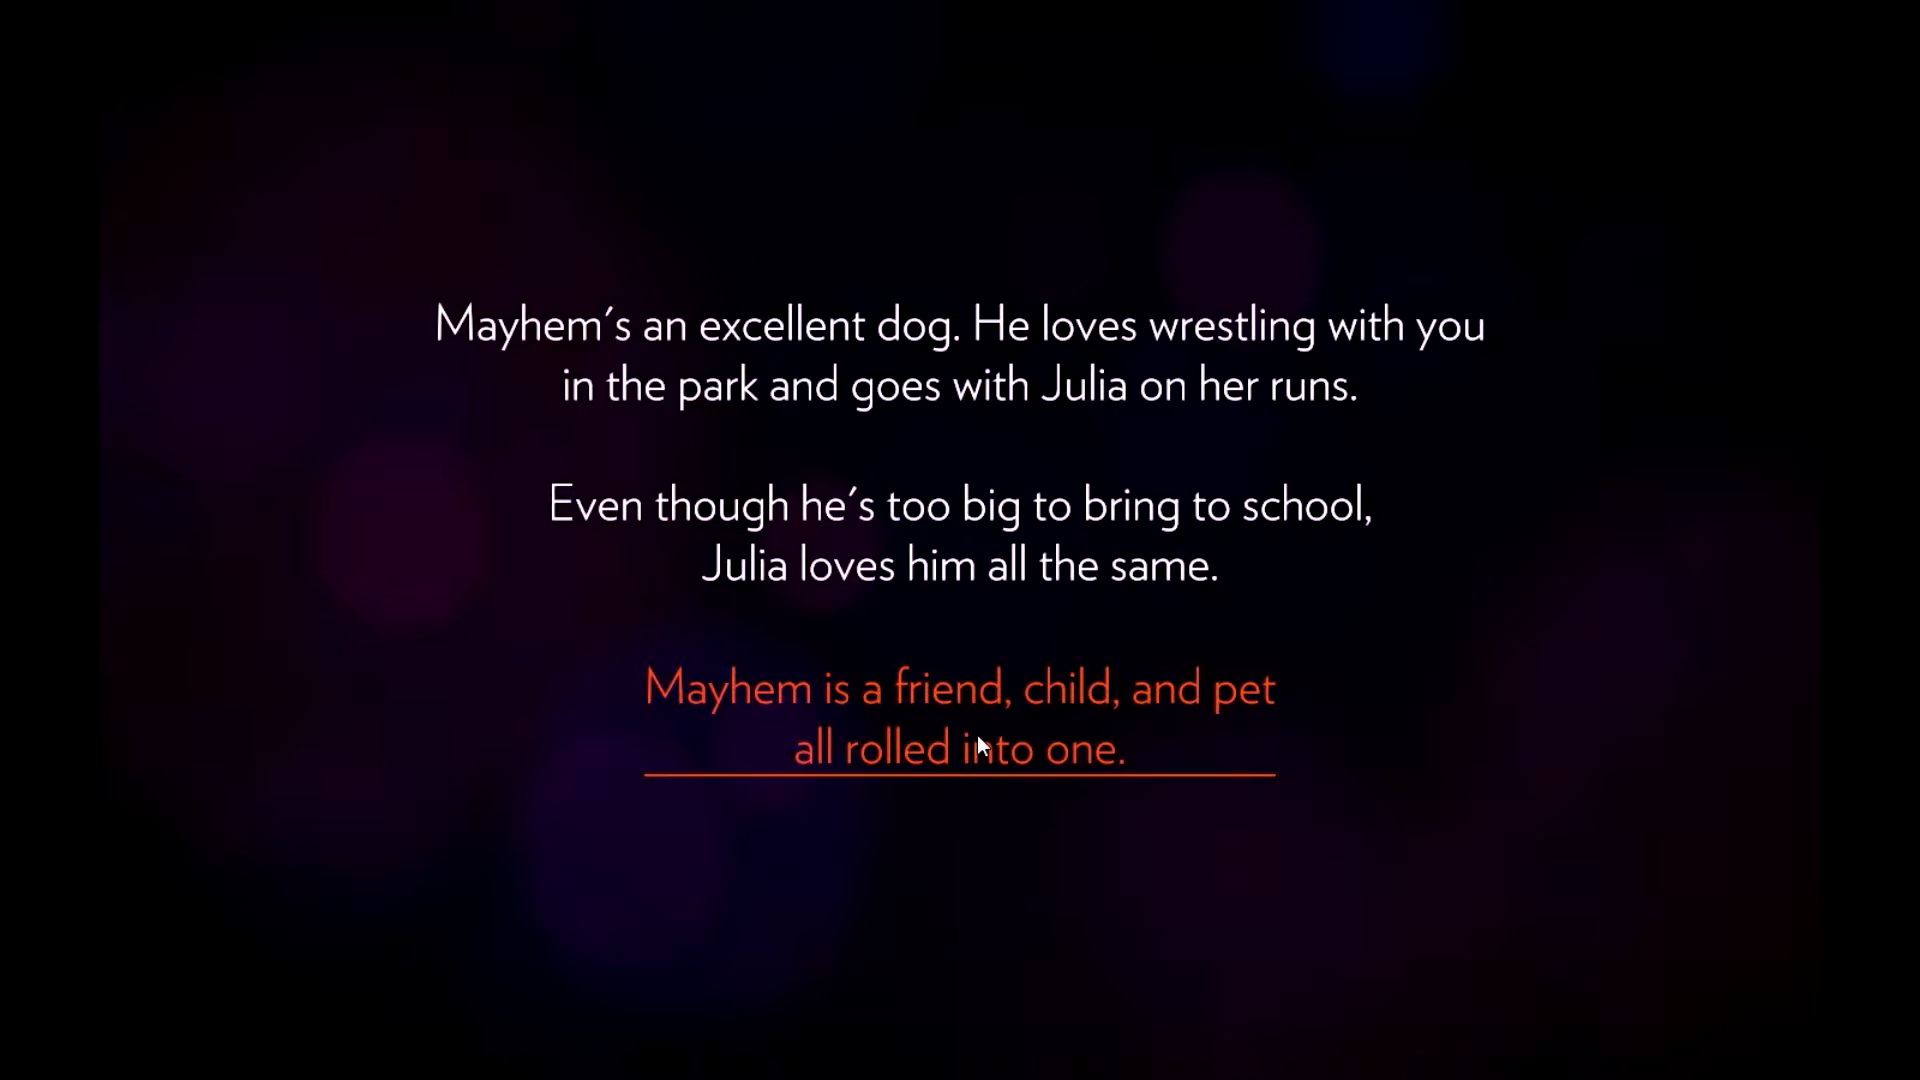 Mayhem's an excellent dog. He loves wrestling with you
in the park and goes with Julia on her runs.
Even though he's too big to bring to school,
Julia loves him all the same.
Mayhem is a friend, child, and pet
all rolled into one.